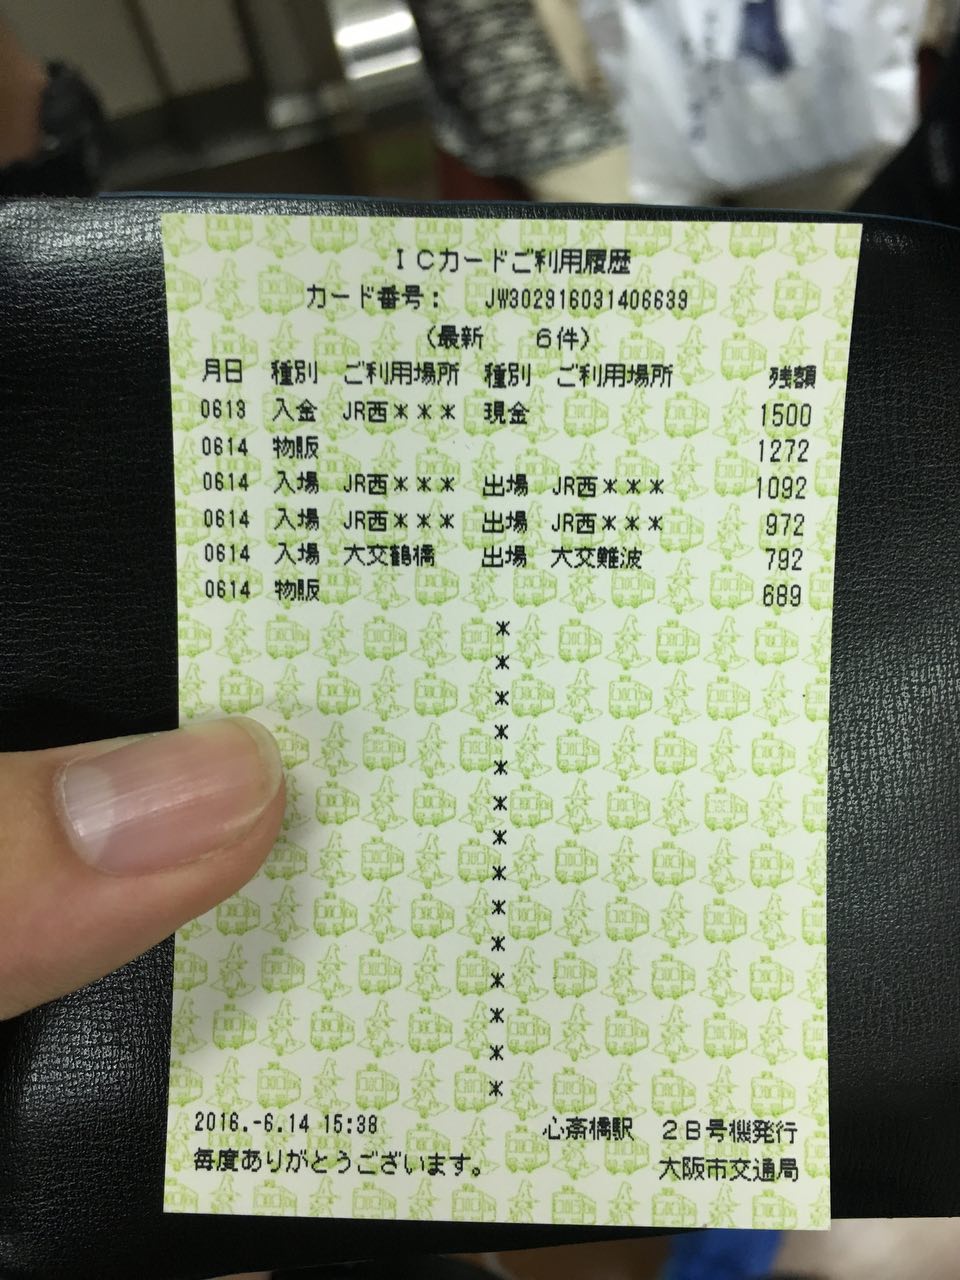 ICカードご利用履歴
カード番号： JW302916031406639
（最新 6件）
月日 種別 ご利用場所 種別 ご利用場所 残額
0613 入金 JR西＊＊＊ 現金 1500
0614 物販 1272
0614 入場 JR西＊＊＊ 出場 JR西＊＊＊ 1092
0614 入場 JR西＊＊＊ 出場 JR西＊＊＊ 972
0614 入場 大交鶴橋 出場 大交難波 792
0614 物販 689
＊
＊
＊
＊
＊
＊
＊
＊
＊
＊
＊
＊
＊
＊
2016.-6.14 15:38 心斎橋駅 2B号機発行
毎度ありがとうございます。 大阪市交通局